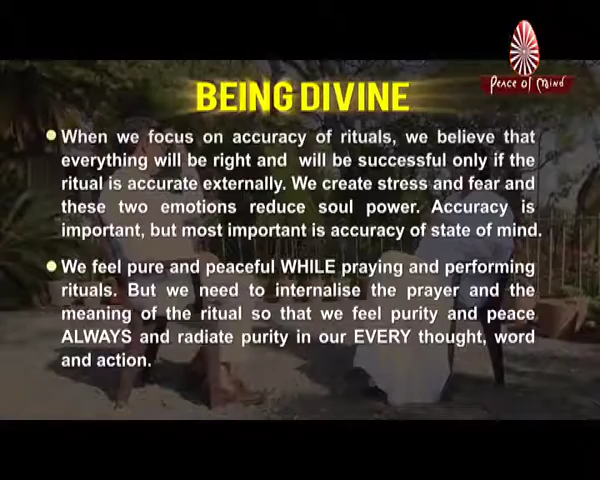 Peace of Mind
BEING DIVINE
When we focus on accuracy of rituals, we believe that
everything will be right and will be successful only if the
ritual is accurate externally. We create stress and fear and
these two emotions reduce soul power. Accuracy is
important, but most important is accuracy of state of mind.
We feel pure and peaceful WHILE praying and performing
rituals. But we need to internalise the prayer and the
meaning of the ritual so that we feel purity and peace
ALWAYS and radiate purity in our EVERY thought, word
and action.